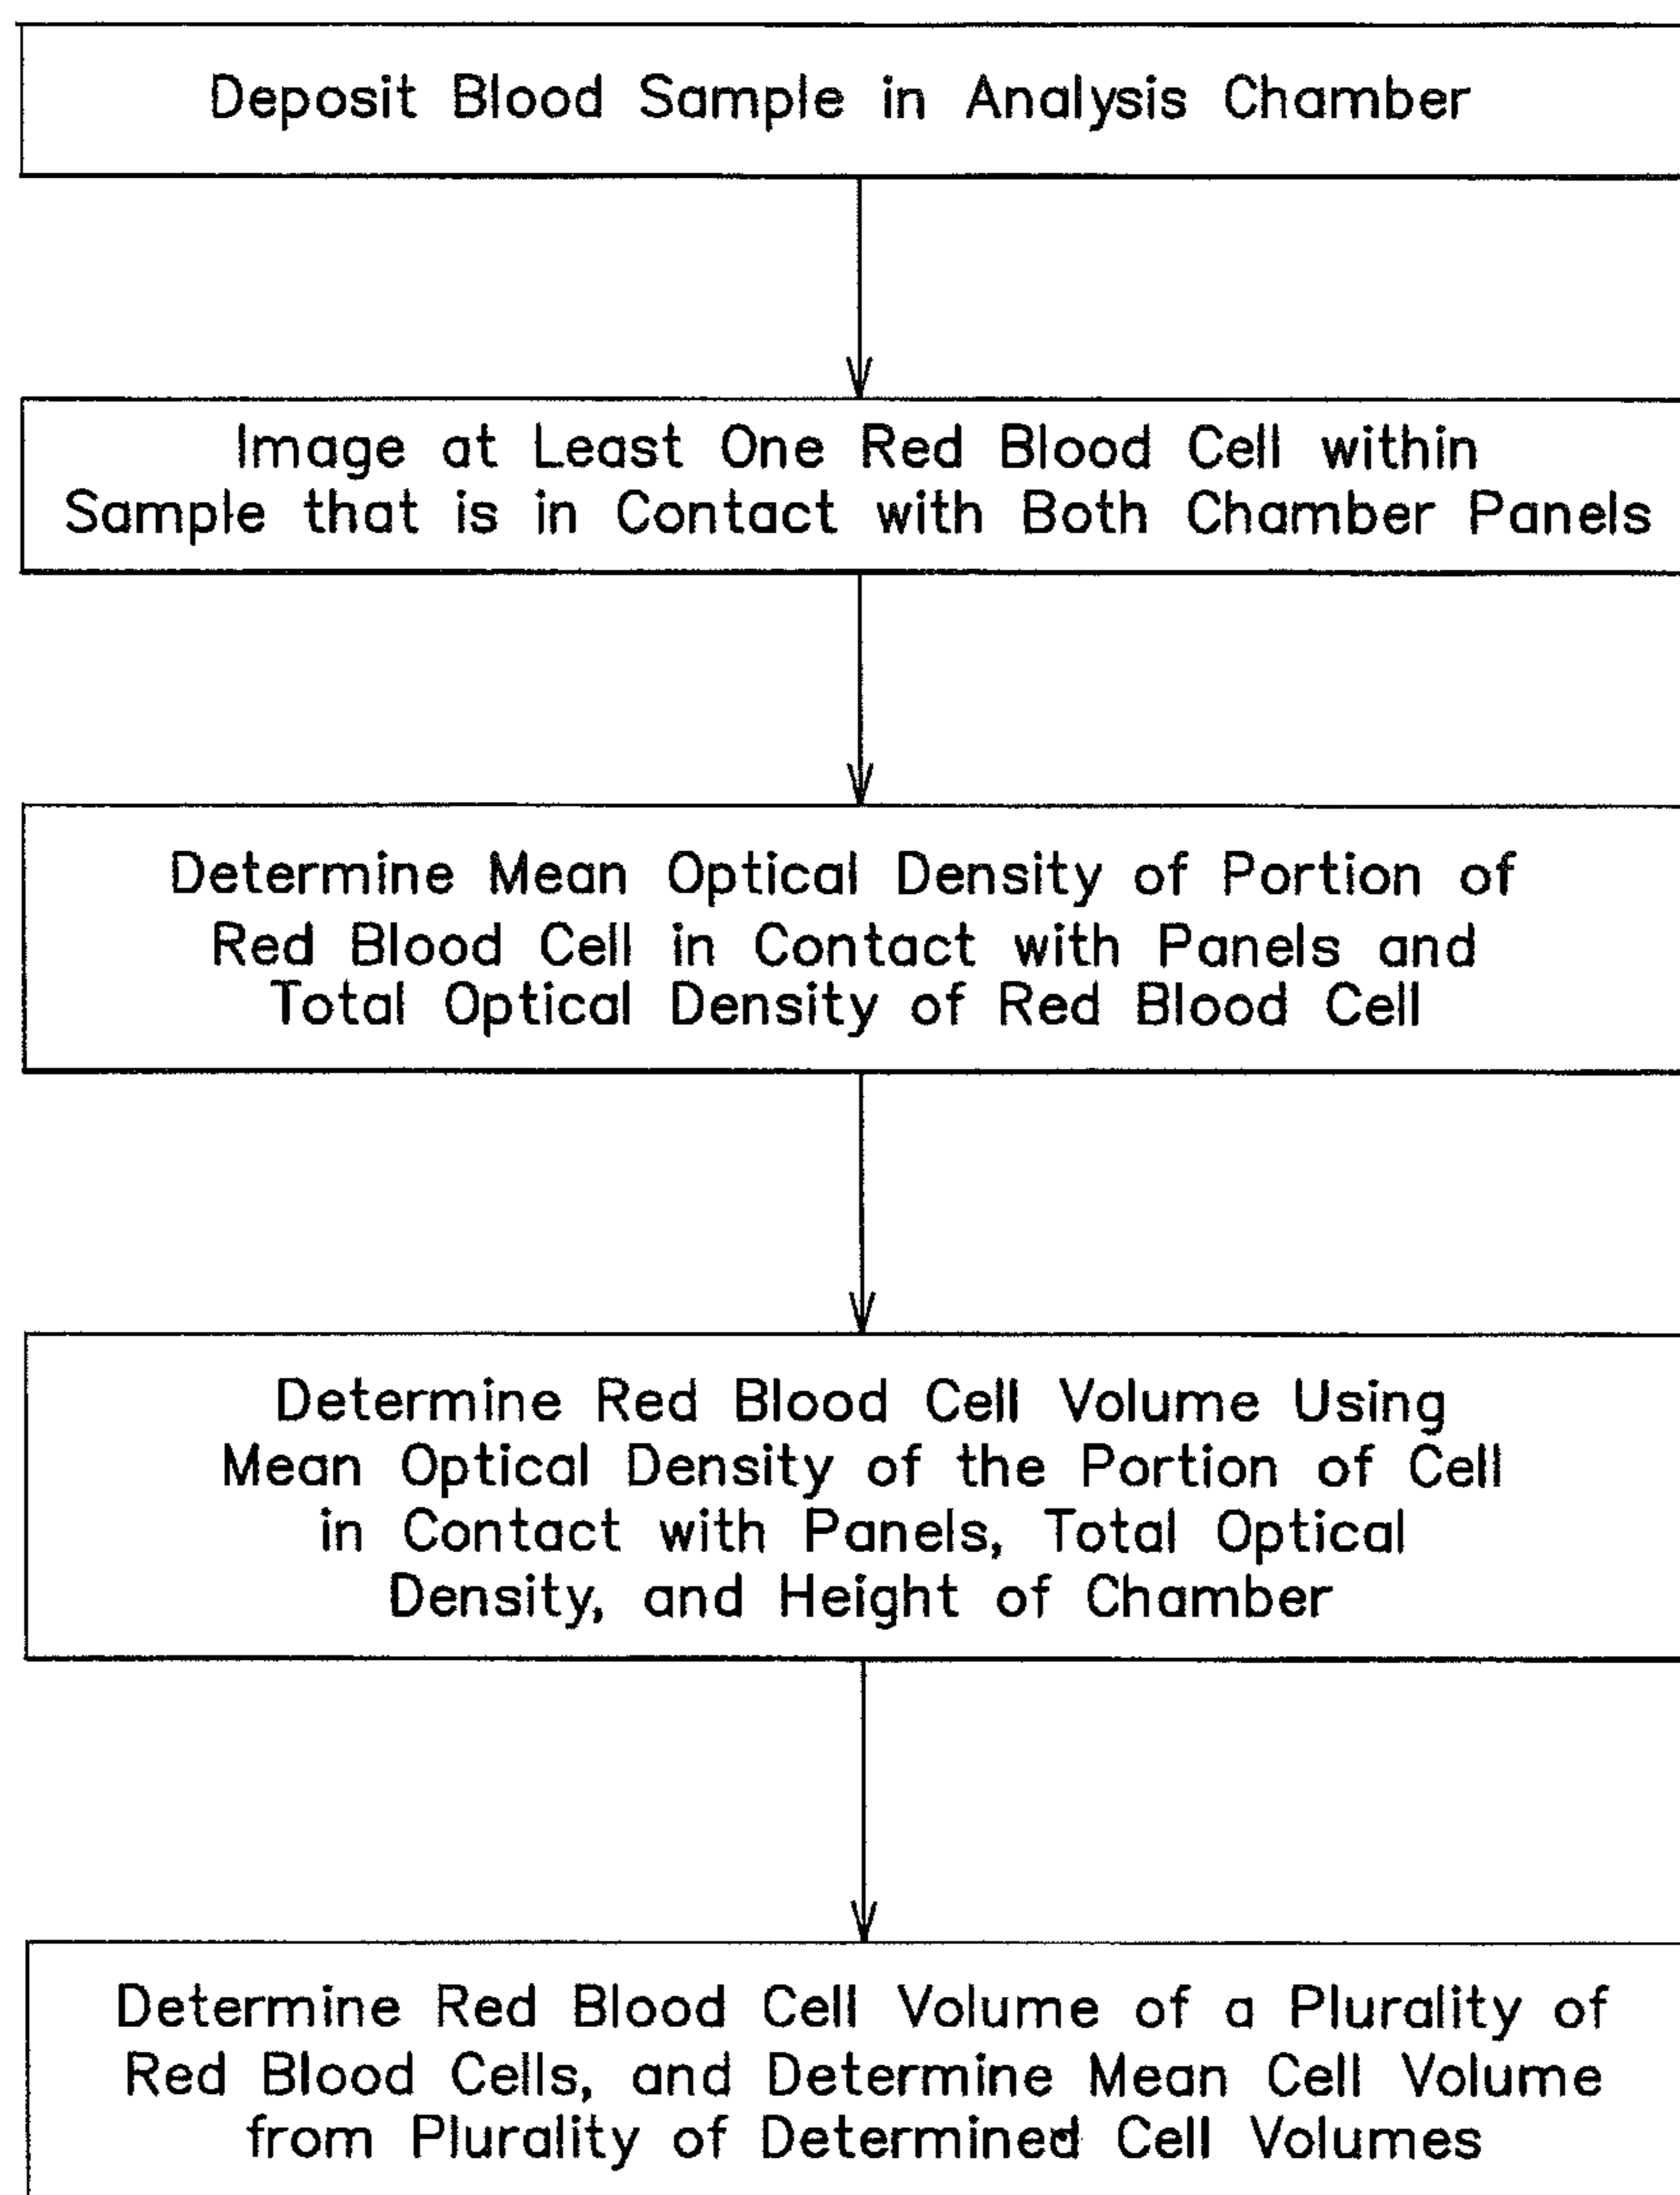 Deposit Blood Sample in Analysis Chamber
Image at Least One Red Blood Cell within
Sample that is in Contact with Both Chamber Panels
Determine Mean Optical Density of Portion of
Red Blood Cell in Contact with Panels and
Total Optical Density of Red Blood Cell
Determine Red Blood Cell Volume Using
Mean Optical Density of the Portion of Cell
in Contact with Panels, Total Optical
Density, and Height of Chamber
Determine Red Blood Cell Volume of a Plurality of
Red Blood Cells, and Determine Mean Cell Volume
from Plurality of Determined Cell Volumes